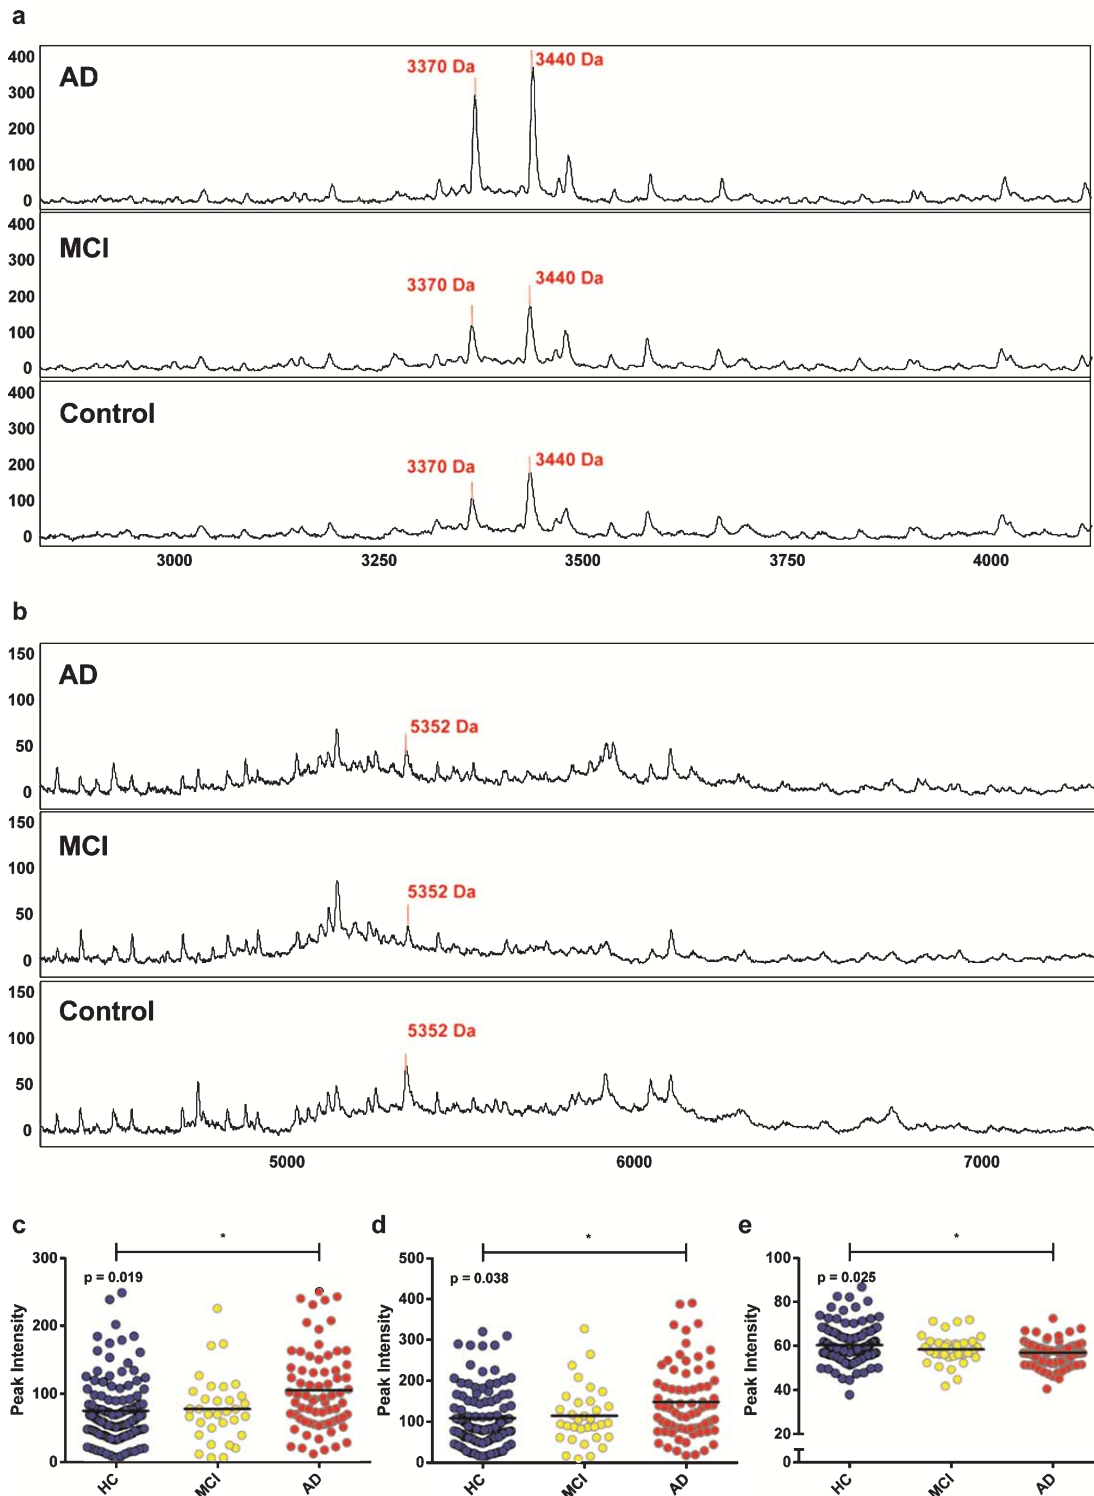 a
400
300
200
100
0
AD
3370 Da
3440 Da
400
300
200
100
0
MCI
3370 Da
3440 Da
400
300
200
100
0
Control
3370 Da
3440 Da
3000 3250 3500 3750 4000
b
150
100
50
0
AD
5352 Da
150
100
50
0
MCI
5352 Da
150
100
50
0
Control
5352 Da
5000 6000 7000
c
*
p = 0.019
Peak Intensity
300
200
100
0
HC MCI AD
d
*
p = 0.038
Peak Intensity
500
400
300
200
100
0
HC MCI AD
e
*
p = 0.025
Peak Intensity
100
80
60
40
20
0
HC MCI AD